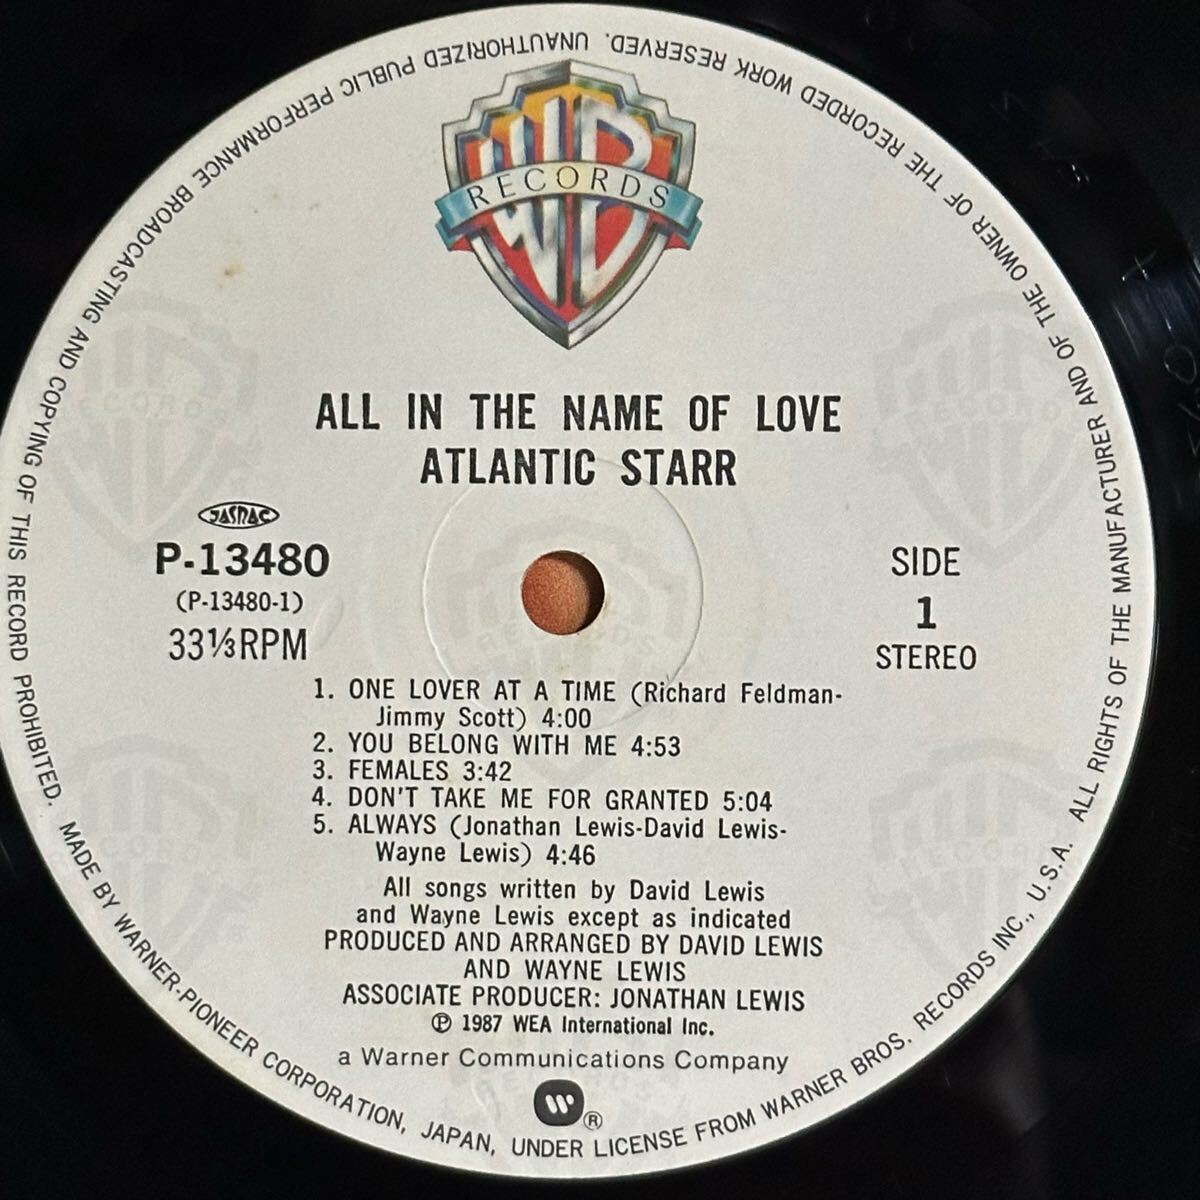 WB
RECORDS
ALL IN THE NAME OF LOVE
ATLANTIC STARR
JASRAC
P-13480
(P-13480-1)
33⅓RPM
SIDE
1
STEREO
1. ONE LOVER AT A TIME (Richard Feldman-
Jimmy Scott) 4:00
2. YOU BELONG WITH ME 4:53
3. FEMALES 3:42
4. DON'T TAKE ME FOR GRANTED 5:04
5. ALWAYS (Jonathan Lewis-David Lewis-
Wayne Lewis) 4:46
All songs written by David Lewis
and Wayne Lewis except as indicated
PRODUCED AND ARRANGED BY DAVID LEWIS
AND WAYNE LEWIS
ASSOCIATE PRODUCER: JONATHAN LEWIS
℗ 1987 WEA International Inc.
a Warner Communications Company
®
MADE BY WARNER-PIONEER CORPORATION, JAPAN, UNDER LICENSE FROM WARNER BROS. RECORDS INC., U.S.A. ALL RIGHTS OF THE MANUFACTURER AND OF THE OWNER OF THE RECORDED WORK RESERVED. UNAUTHORIZED PUBLIC PERFORMANCE BROADCASTING AND COPYING OF THIS RECORD PROHIBITED.